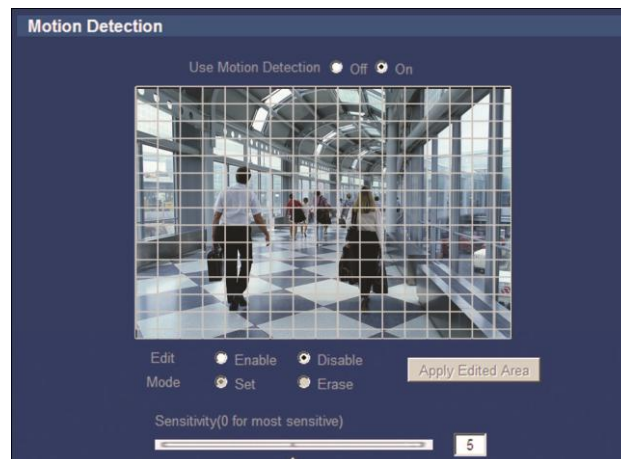 Motion Detection
Use Motion Detection Off On
Edit Enable Disable
Apply Edited Area
Mode Set Erase
Sensitivity(0 for most sensitive)
5